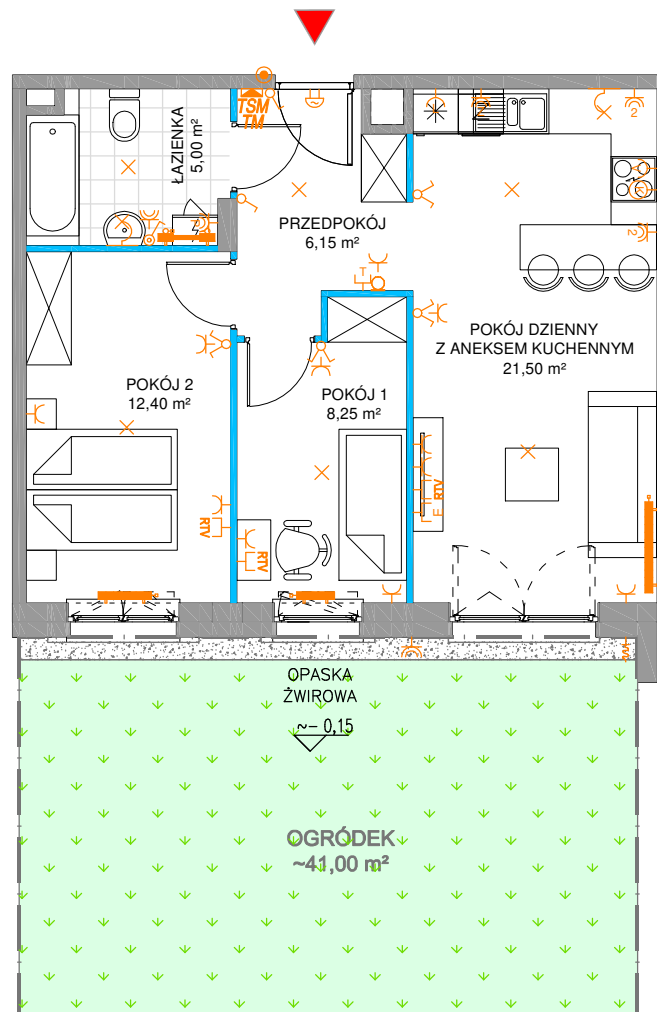 TSM
TM
ŁAZIENKA
5,00 m²
2
PRZEDPOKÓJ
6,15 m²
2
T
POKÓJ DZIENNY
Z ANEKSEM KUCHENNYM
21,50 m²
POKÓJ 2
12,40 m²
POKÓJ 1
8,25 m²
RTV
RTV
RTV
OPASKA
ŻWIROWA
~- 0,15
OGRÓDEK
~41,00 m²